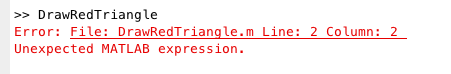 >> DrawRedTriangle
Error: File: DrawRedTriangle.m Line: 2 Column: 2
Unexpected MATLAB expression.